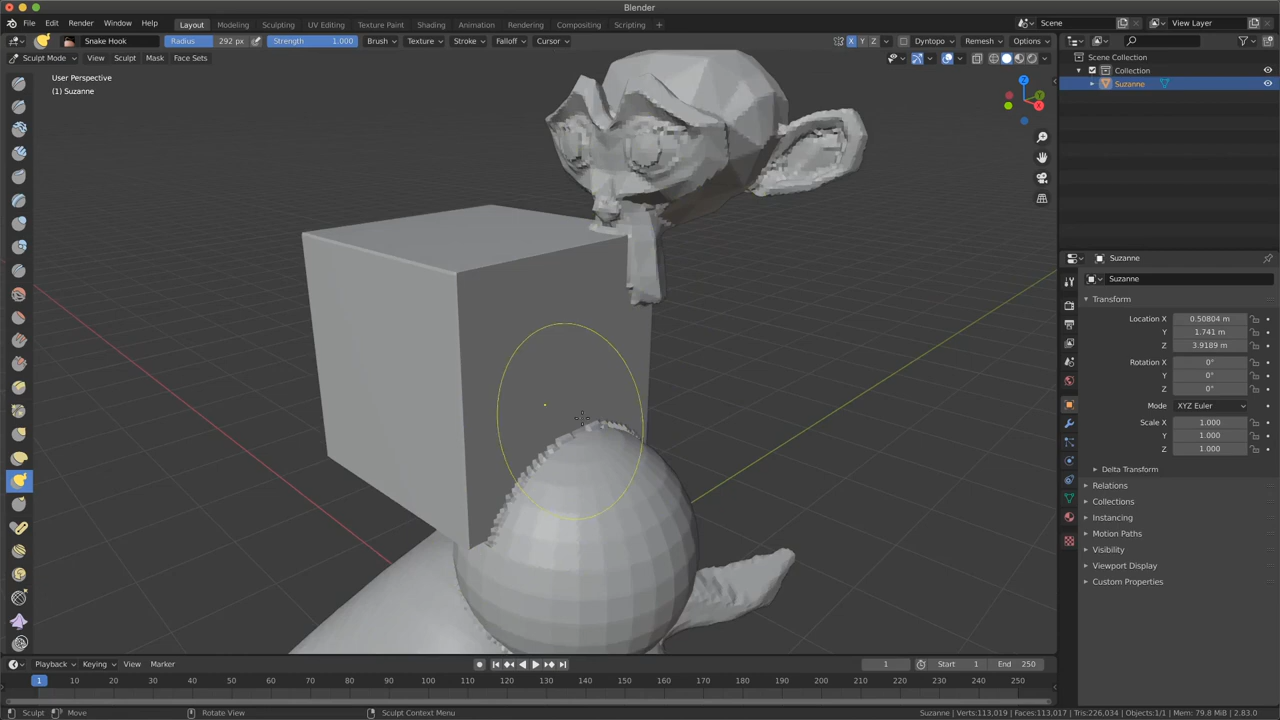 Blender
File Edit Render Window Help Layout Modeling Sculpting UV Editing Texture Paint Shading Animation Rendering Compositing Scripting + Scene View Layer
Snake Hook Radius 292 px Strength 1.000 Brush Texture Stroke Falloff Cursor X Y Z Dyntopo Remesh Options
Sculpt Mode View Sculpt Mask Face Sets
User Perspective
(1) Suzanne
Z
Y
X
Scene Collection
Collection
Suzanne
Suzanne
Suzanne
Transform
Location X 0.50804 m
Y 1.741 m
Z 3.9189 m
Rotation X 0°
Y 0°
Z 0°
Mode XYZ Euler
Scale X 1.000
Y 1.000
Z 1.000
Delta Transform
Relations
Collections
Instancing
Motion Paths
Visibility
Viewport Display
Custom Properties
Playback Keying View Marker 1 Start 1 End 250
1 10 20 30 40 50 60 70 80 90 100 110 120 130 140 150 160 170 180 190 200 210 220 230 240 250
Sculpt Move Rotate View Sculpt Context Menu Suzanne | Verts:113,019 | Faces:113,017 | Tris:226,034 | Objects:1/1 | Mem: 79.8 MiB | 2.83.0